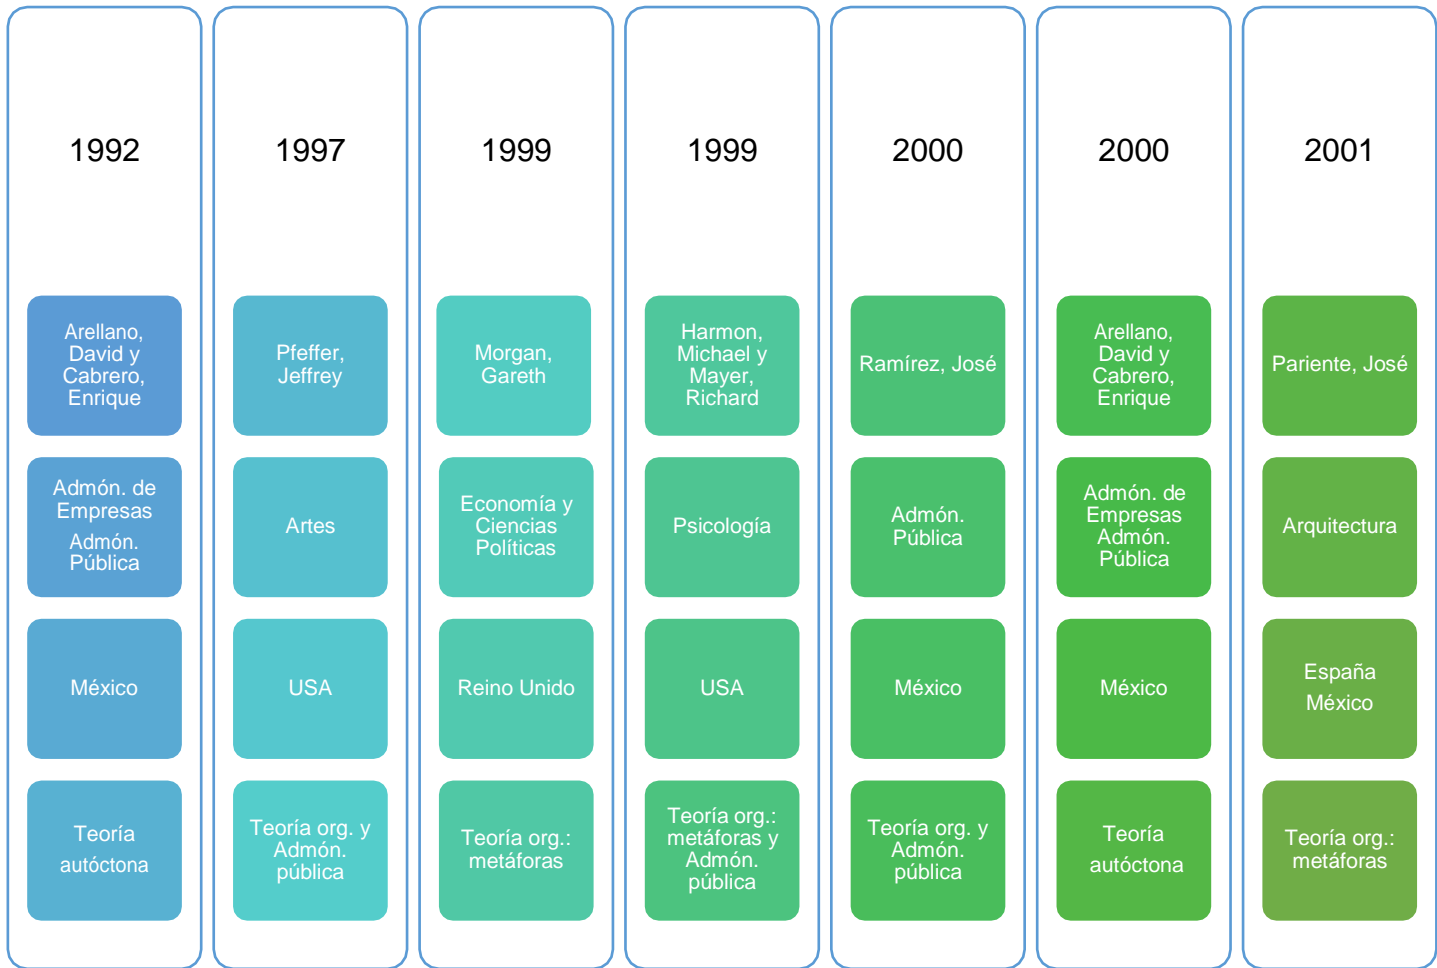 1992
1997
1999
1999
2000
2000
2001
Arellano,
David y
Cabrero,
Enrique
Pfeffer,
Jeffrey
Morgan,
Gareth
Harmon,
Michael y
Mayer,
Richard
Ramírez, José
Arellano,
David y
Cabrero,
Enrique
Pariente, José
Admón. de
Empresas
Admón.
Pública
Artes
Economía y
Ciencias
Políticas
Psicología
Admón.
Pública
Admón. de
Empresas
Admón.
Pública
Arquitectura
México
USA
Reino Unido
USA
México
México
España
México
Teoría
autóctona
Teoría org. y
Admón.
pública
Teoría org.:
metáforas
Teoría org.:
metáforas y
Admón.
pública
Teoría org. y
Admón.
pública
Teoría
autóctona
Teoría org.:
metáforas